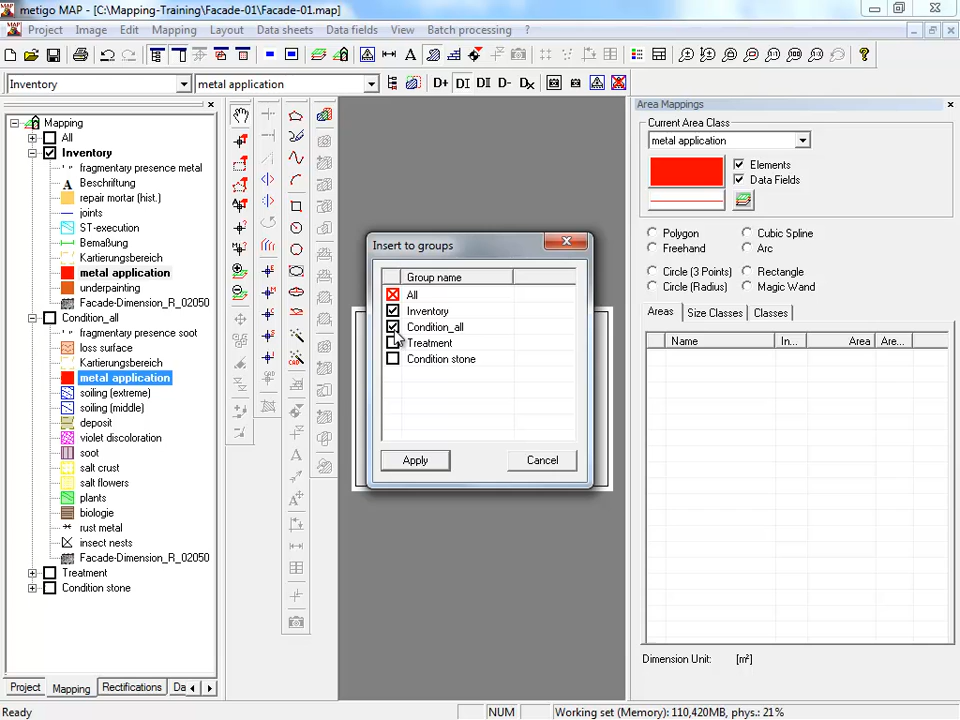 metigo MAP - [C:\Mapping-Training\Facade-01\Facade-01.map]
Project Image Edit Mapping Layout Data sheets Data fields View Batch processing ?
Inventory metal application D+ DI DI D- Dx
Mapping
All
Inventory
fragmentary presence metal
Beschriftung
repair mortar (hist.)
joints
ST-execution
Bemaßung
Kartierungsbereich
metal application
underpainting
Facade-Dimension_R_02050
Condition_all
fragmentary presence soot
loss surface
Kartierungsbereich
metal application
soiling (extreme)
soiling (middle)
deposit
violet discoloration
soot
salt crust
salt flowers
plants
biologie
rust metal
insect nests
Facade-Dimension_R_02050
Treatment
Condition stone
Project Mapping Rectifications Da
Insert to groups
Group name
All
Inventory
Condition_all
Treatment
Condition stone
Apply Cancel
Area Mappings
Current Area Class
metal application
Elements
Data Fields
Polygon Cubic Spline
Freehand Arc
Circle (3 Points) Rectangle
Circle (Radius) Magic Wand
Areas Size Classes Classes
Name In... Area Are...
Dimension Unit: [m²]
Ready NUM Working set (Memory): 110,420MB, phys.: 21%